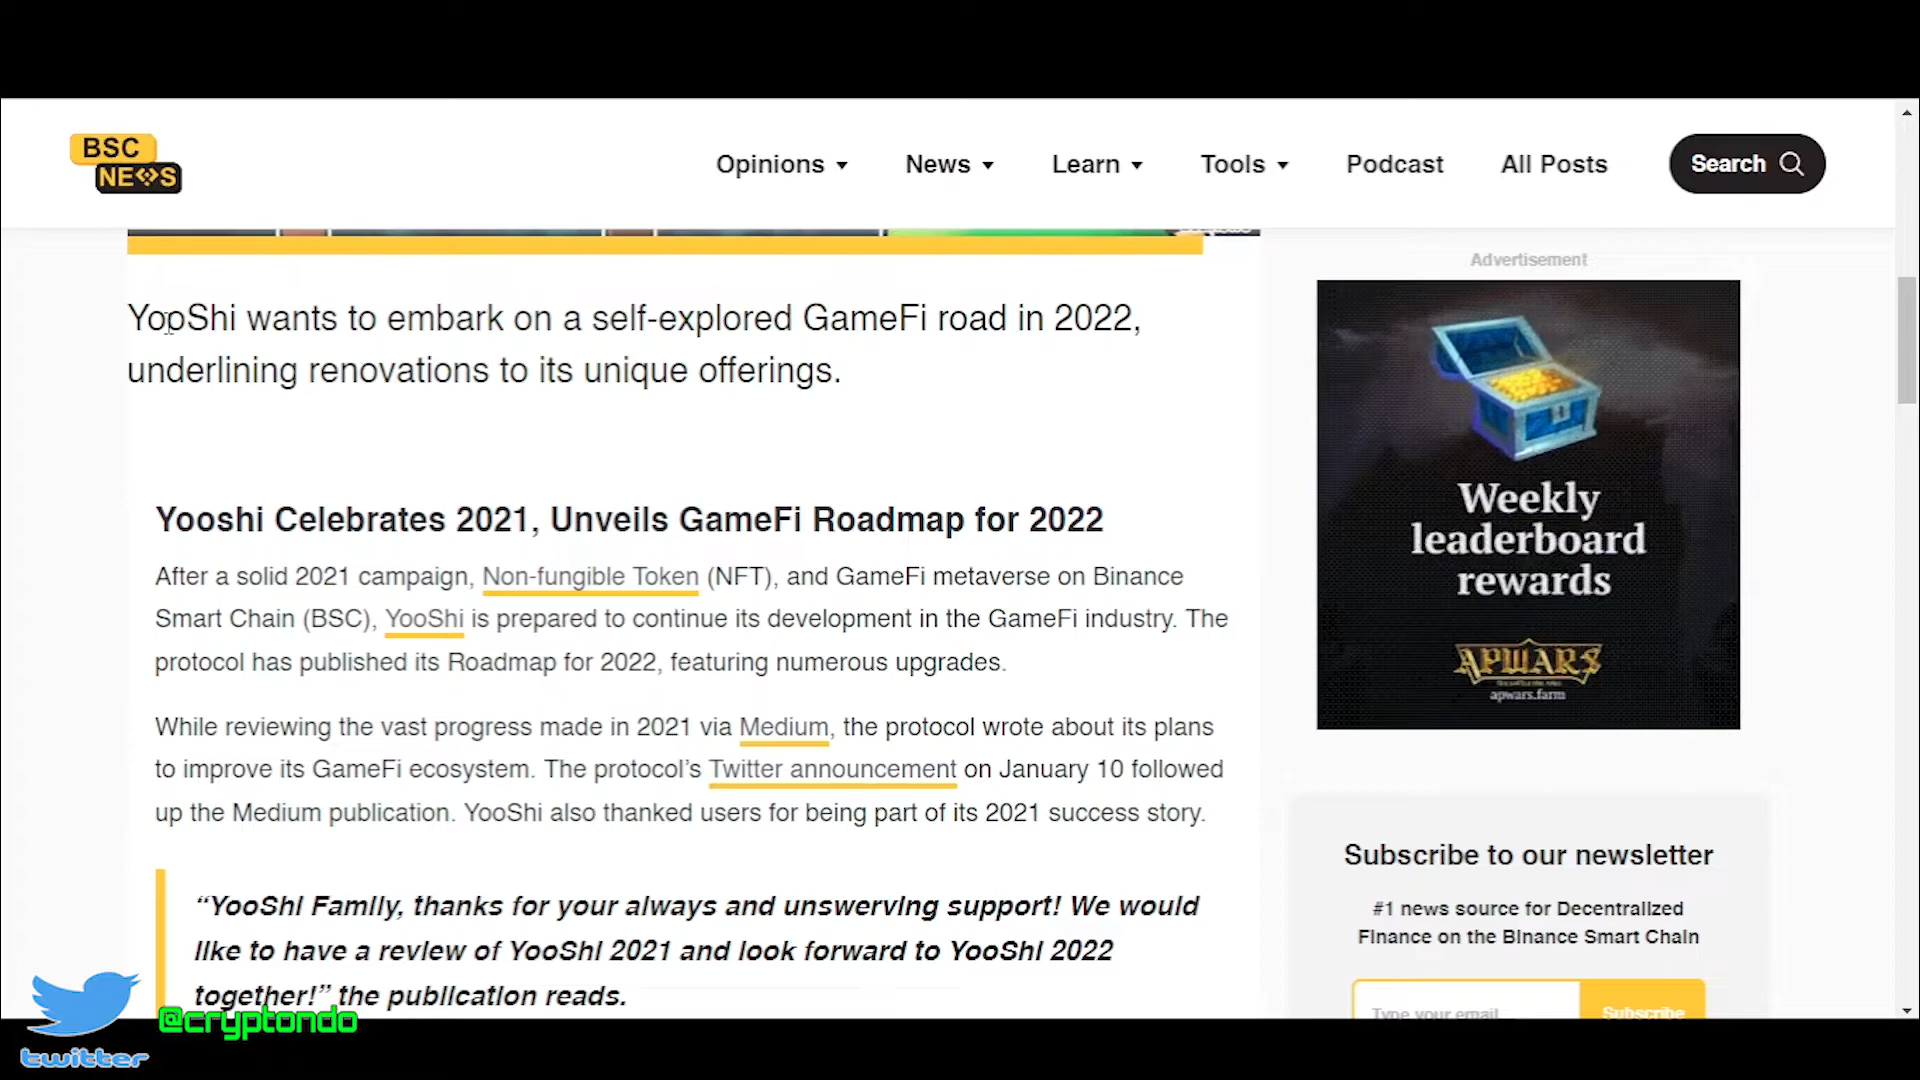 BSC
NEWS
Opinions
News
Learn
Tools
Podcast
All Posts
Search
YooShi wants to embark on a self-explored GameFi road in 2022,
underlining renovations to its unique offerings.
Yooshi Celebrates 2021, Unveils GameFi Roadmap for 2022
After a solid 2021 campaign, Non-fungible Token (NFT), and GameFi metaverse on Binance
Smart Chain (BSC), YooShi is prepared to continue its development in the GameFi industry. The
protocol has published its Roadmap for 2022, featuring numerous upgrades.
While reviewing the vast progress made in 2021 via Medium, the protocol wrote about its plans
to improve its GameFi ecosystem. The protocol's Twitter announcement on January 10 followed
up the Medium publication. YooShi also thanked users for being part of its 2021 success story.
“YooShi Family, thanks for your always and unswerving support! We would
like to have a review of YooShi 2021 and look forward to YooShi 2022
together!” the publication reads.
Advertisement
Weekly
leaderboard
rewards
APWARS
apwars.farm
Subscribe to our newsletter
#1 news source for Decentralized
Finance on the Binance Smart Chain
Type your email
Subscribe
@cryptondo
twitter